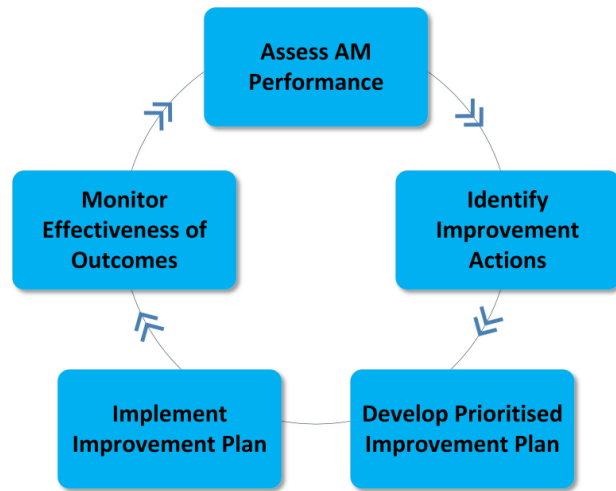 Assess AM
Performance
Identify
Improvement
Actions
Develop Prioritised
Improvement Plan
Implement
Improvement Plan
Monitor
Effectiveness of
Outcomes